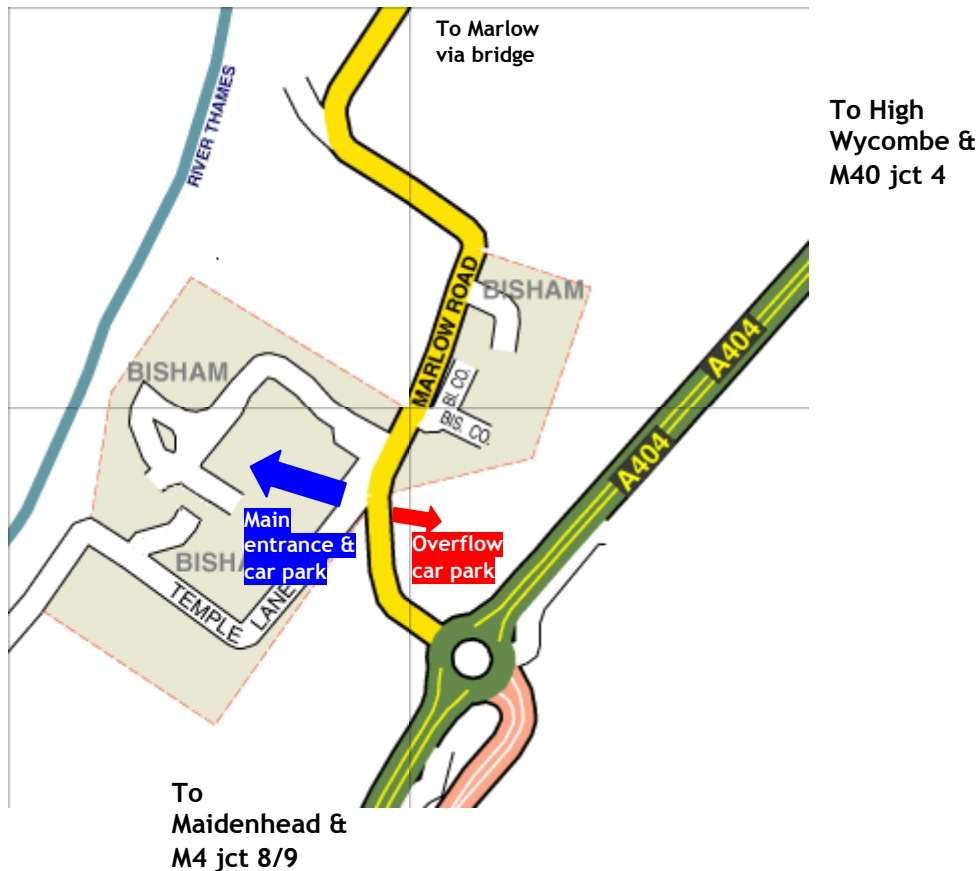 To Marlow
via bridge
RIVER THAMES
To High
Wycombe &
M40 jct 4
MARLOW ROAD
BISHAM
A404
BISHAM
BI. CO.
BIS. CO.
A404
Main
entrance &
car park
Overflow
car park
BISHA
TEMPLE
LANE
To
Maidenhead &
M4 jct 8/9